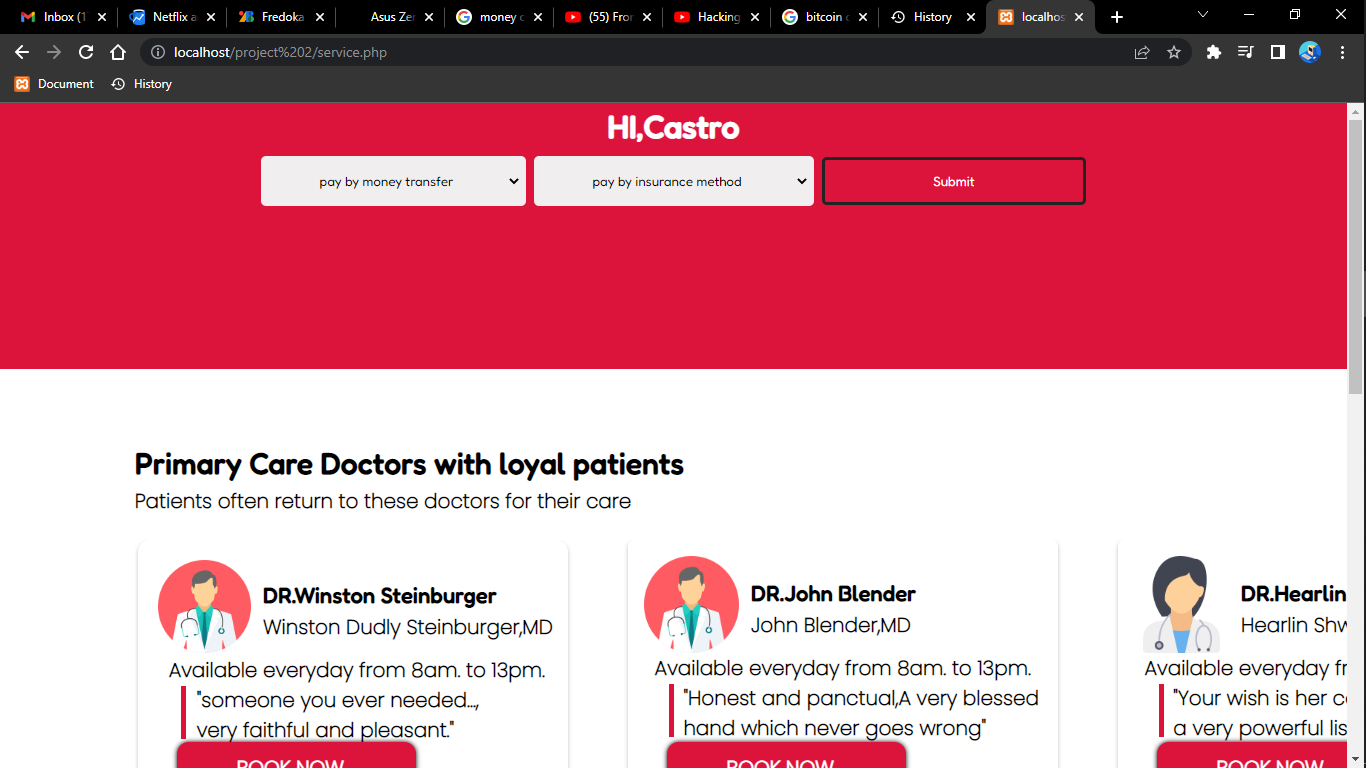 Inbox (1
Netflix a
Fredoka
Asus Zen
money c
(55) Fror
Hacking
bitcoin c
History
localhos
localhost/project%202/service.php
Document
History
HI,Castro
pay by money transfer
pay by insurance method
Submit
Primary Care Doctors with loyal patients
Patients often return to these doctors for their care
DR.Winston Steinburger
Winston Dudly Steinburger,MD
Available everyday from 8am. to 13pm.
"someone you ever needed...,
very faithful and pleasant."
BOOK NOW
DR.John Blender
John Blender,MD
Available everyday from 8am. to 13pm.
"Honest and panctual,A very blessed
hand which never goes wrong"
BOOK NOW
DR.Hearlin
Hearlin Shw
Available everyday fr
"Your wish is her c
a very powerful lis
BOOK NOW